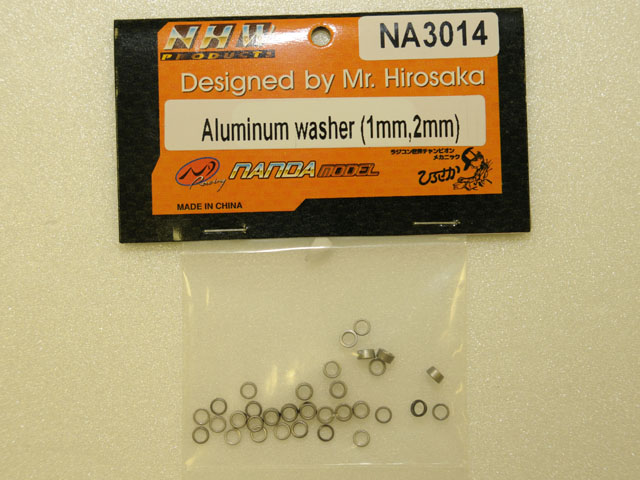 NHW
PRODUCTS
NA3014
Designed by Mr. Hirosaka
Aluminum washer (1mm,2mm)
ラジコン世界チャンピオン
メカニック
ひろさか
Racing
NANDA MODEL
MADE IN CHINA